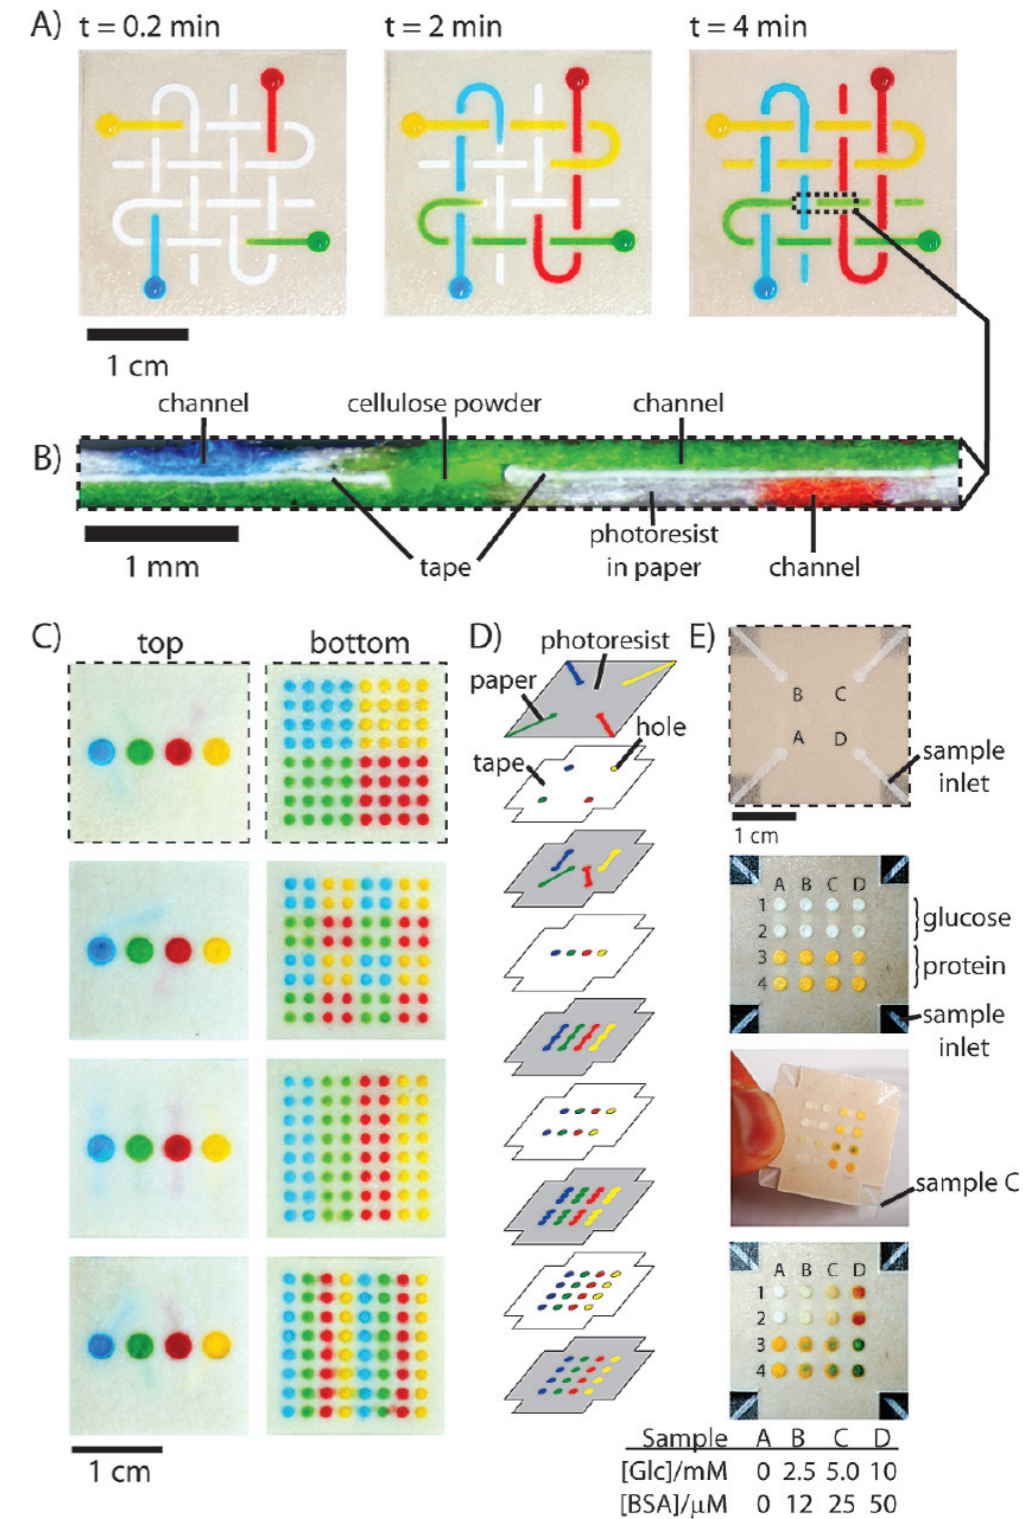 A)
t = 0.2 min
t = 2 min
t = 4 min
1 cm
channel
cellulose powder
channel
B)
1 mm
tape
photoresist
in paper
channel
C)
top
bottom
1 cm
D)
photoresist
paper
hole
tape
E)
B C
A D
sample
inlet
1 cm
A B C D
1
2
3
4
glucose
protein
sample
inlet
sample C
A B C D
1
2
3
4
Sample A B C D
[Glc]/mM 0 2.5 5.0 10
[BSA]/μM 0 12 25 50